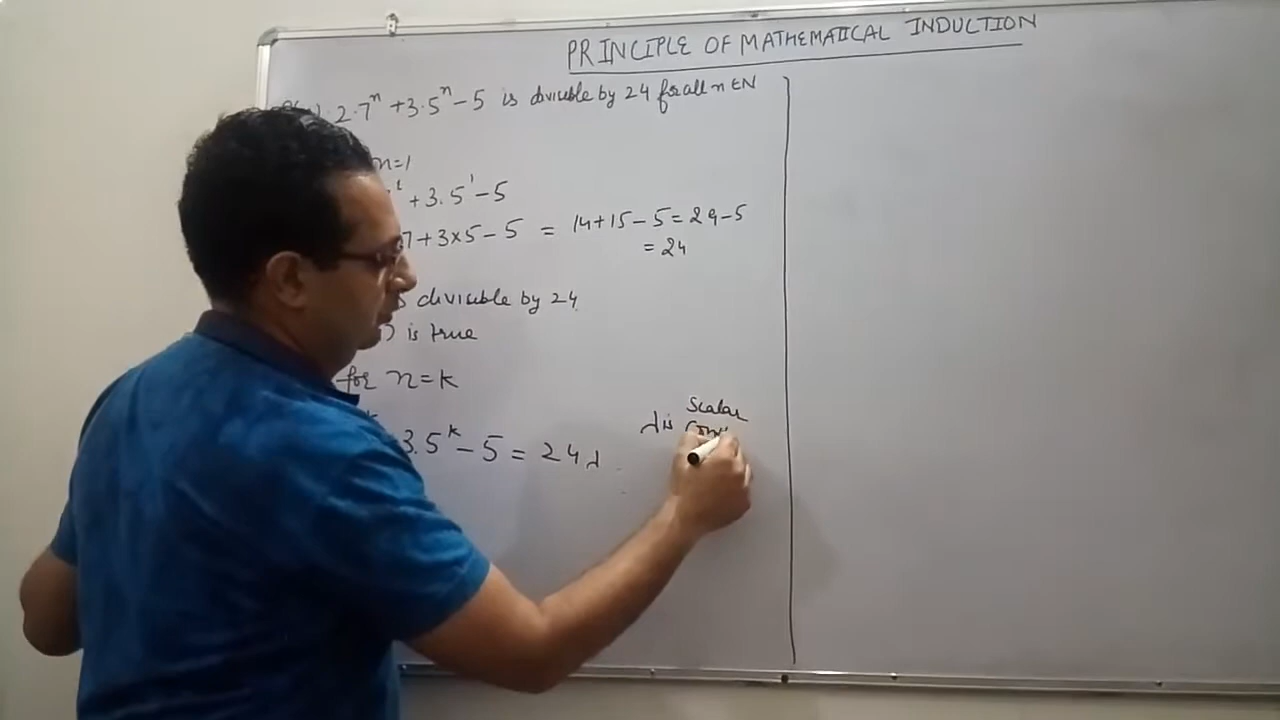 PRINCIPLE OF MATHEMATICAL INDUCTION
2·7ⁿ + 3·5ⁿ - 5 is divisible by 24 for all n ∈ N
n=1
+ 3.5¹ - 5
7 + 3×5 - 5 = 14+15-5 = 29-5
= 24
divisible by 24
is true
for n=k
3.5ᵏ - 5 = 24λ
λ is Scalar